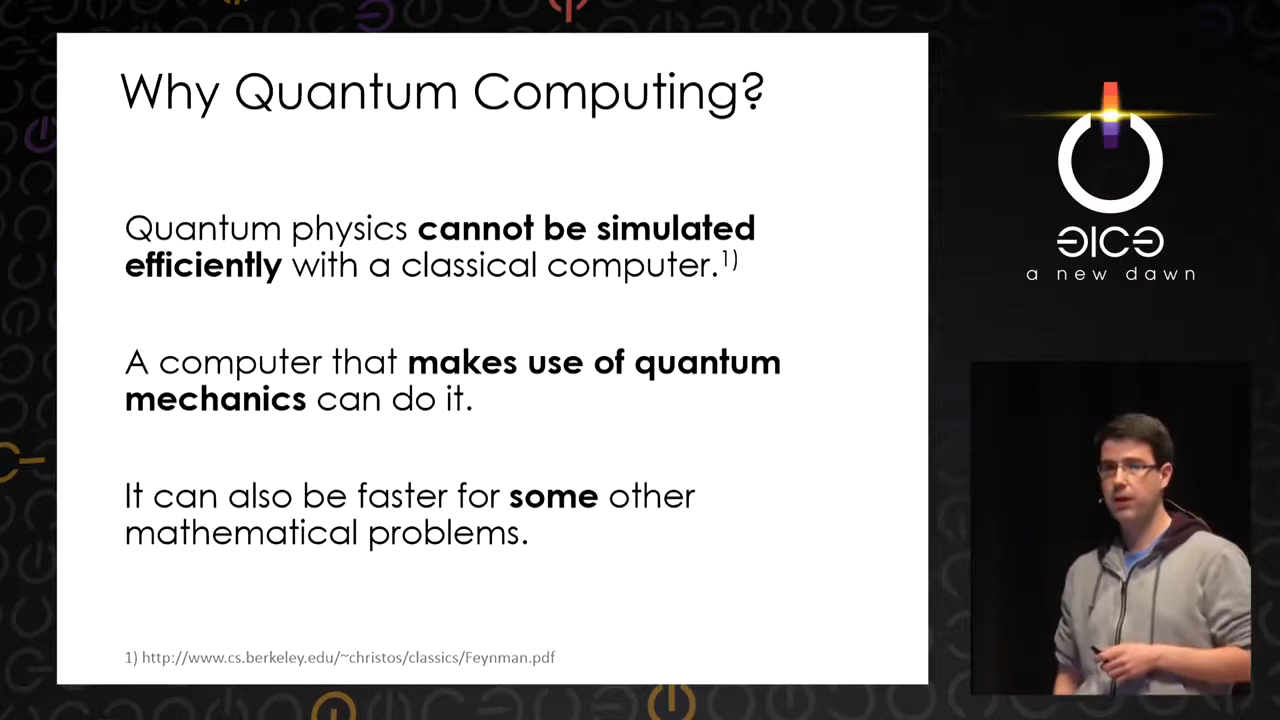 Why Quantum Computing?
Quantum physics cannot be simulated
efficiently with a classical computer.1)
A computer that makes use of quantum
mechanics can do it.
It can also be faster for some other
mathematical problems.
1) http://www.cs.berkeley.edu/~christos/classics/Feynman.pdf
31C3
a new dawn